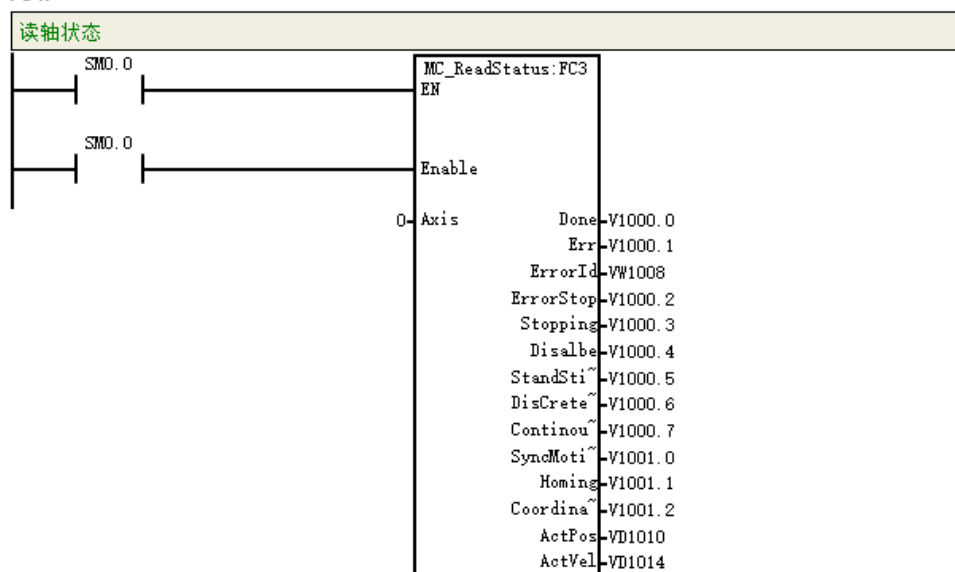 读轴状态
SM0.0
MC_ReadStatus:FC3
EN
SM0.0
Enable
0 Axis Done V1000.0
Err V1000.1
ErrorId VW1008
ErrorStop V1000.2
Stopping V1000.3
Disalbe V1000.4
StandSti~ V1000.5
DisCrete~ V1000.6
Continou~ V1000.7
SyncMoti~ V1001.0
Homing V1001.1
Coordina~ V1001.2
ActPos VD1010
ActVel VD1014